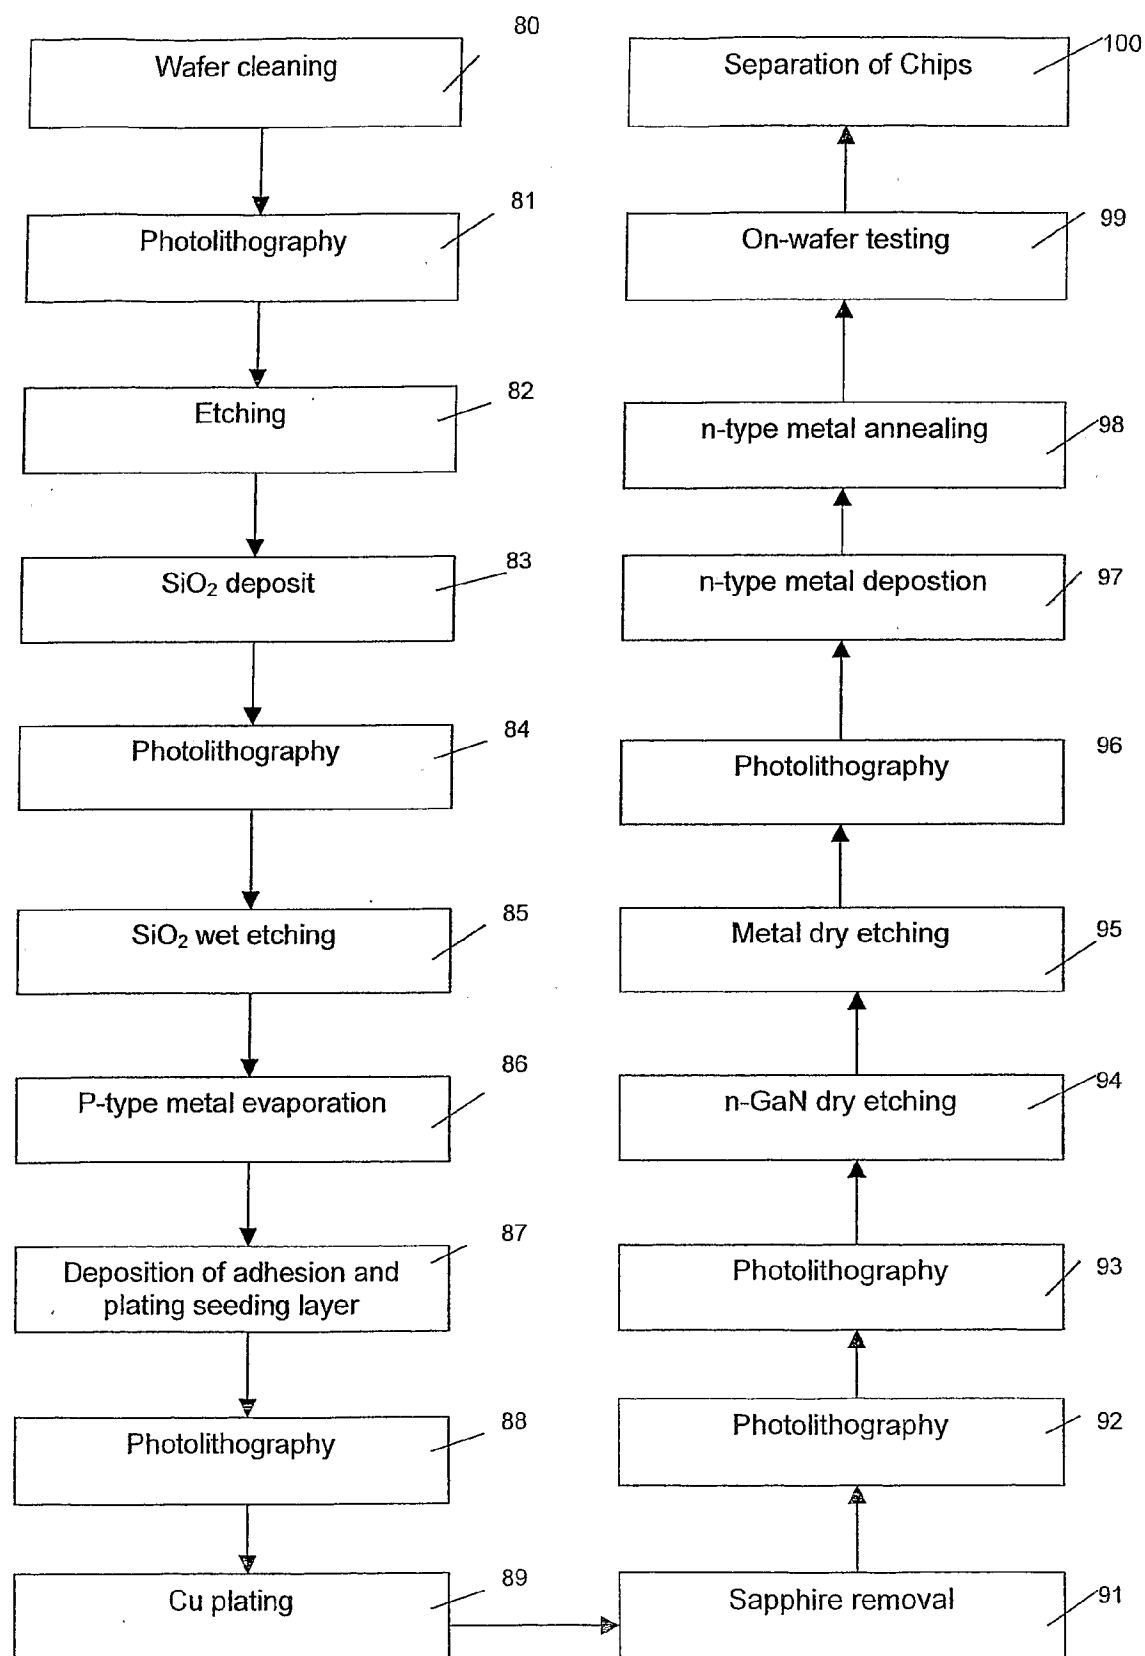 80
Wafer cleaning
81
Photolithography
82
Etching
83
SiO₂ deposit
84
Photolithography
85
SiO₂ wet etching
86
P-type metal evaporation
87
Deposition of adhesion and
plating seeding layer
88
Photolithography
89
Cu plating
91
Sapphire removal
92
Photolithography
93
Photolithography
94
n-GaN dry etching
95
Metal dry etching
96
Photolithography
97
n-type metal depostion
98
n-type metal annealing
99
On-wafer testing
100
Separation of Chips